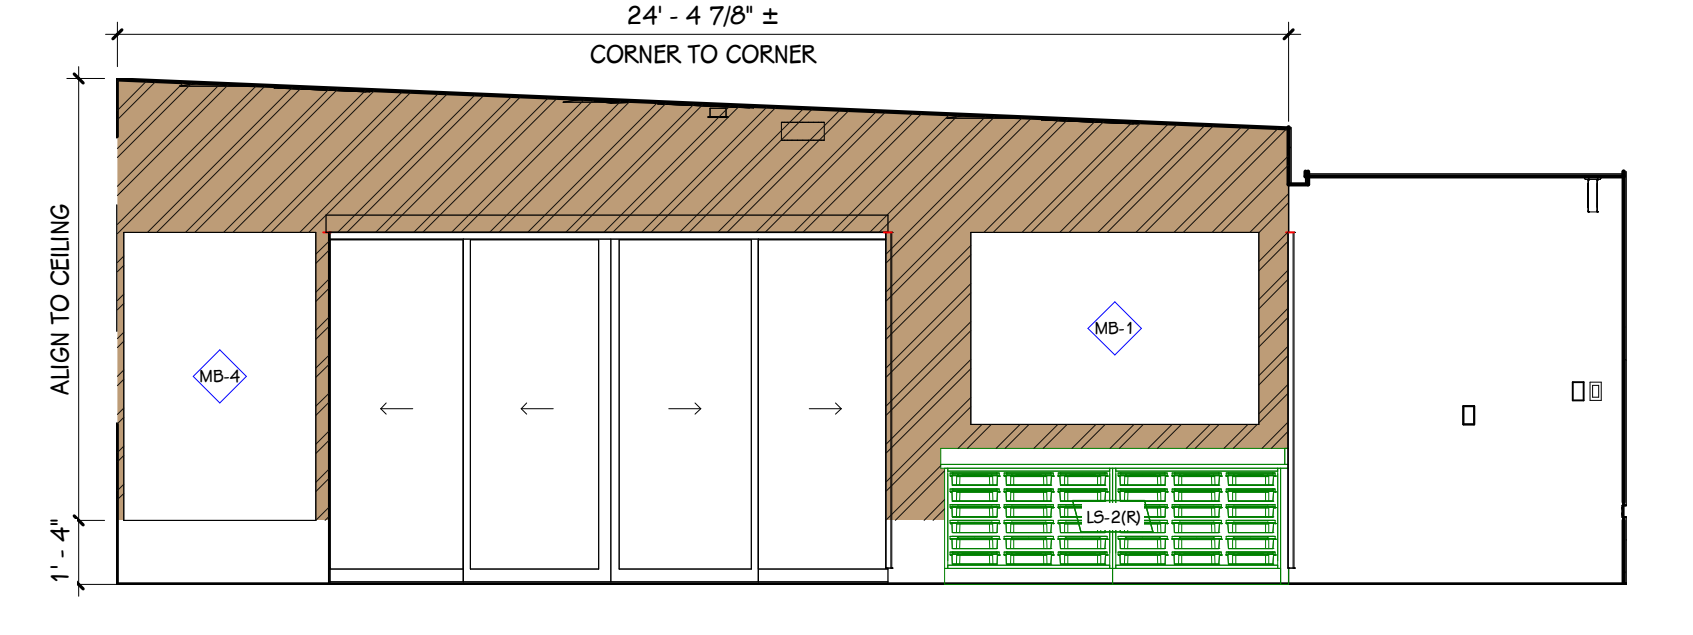 24' - 4 7/8" ±
CORNER TO CORNER
ALIGN TO CEILING
MB-1
MB-4
LS-2(R)
1' - 4"